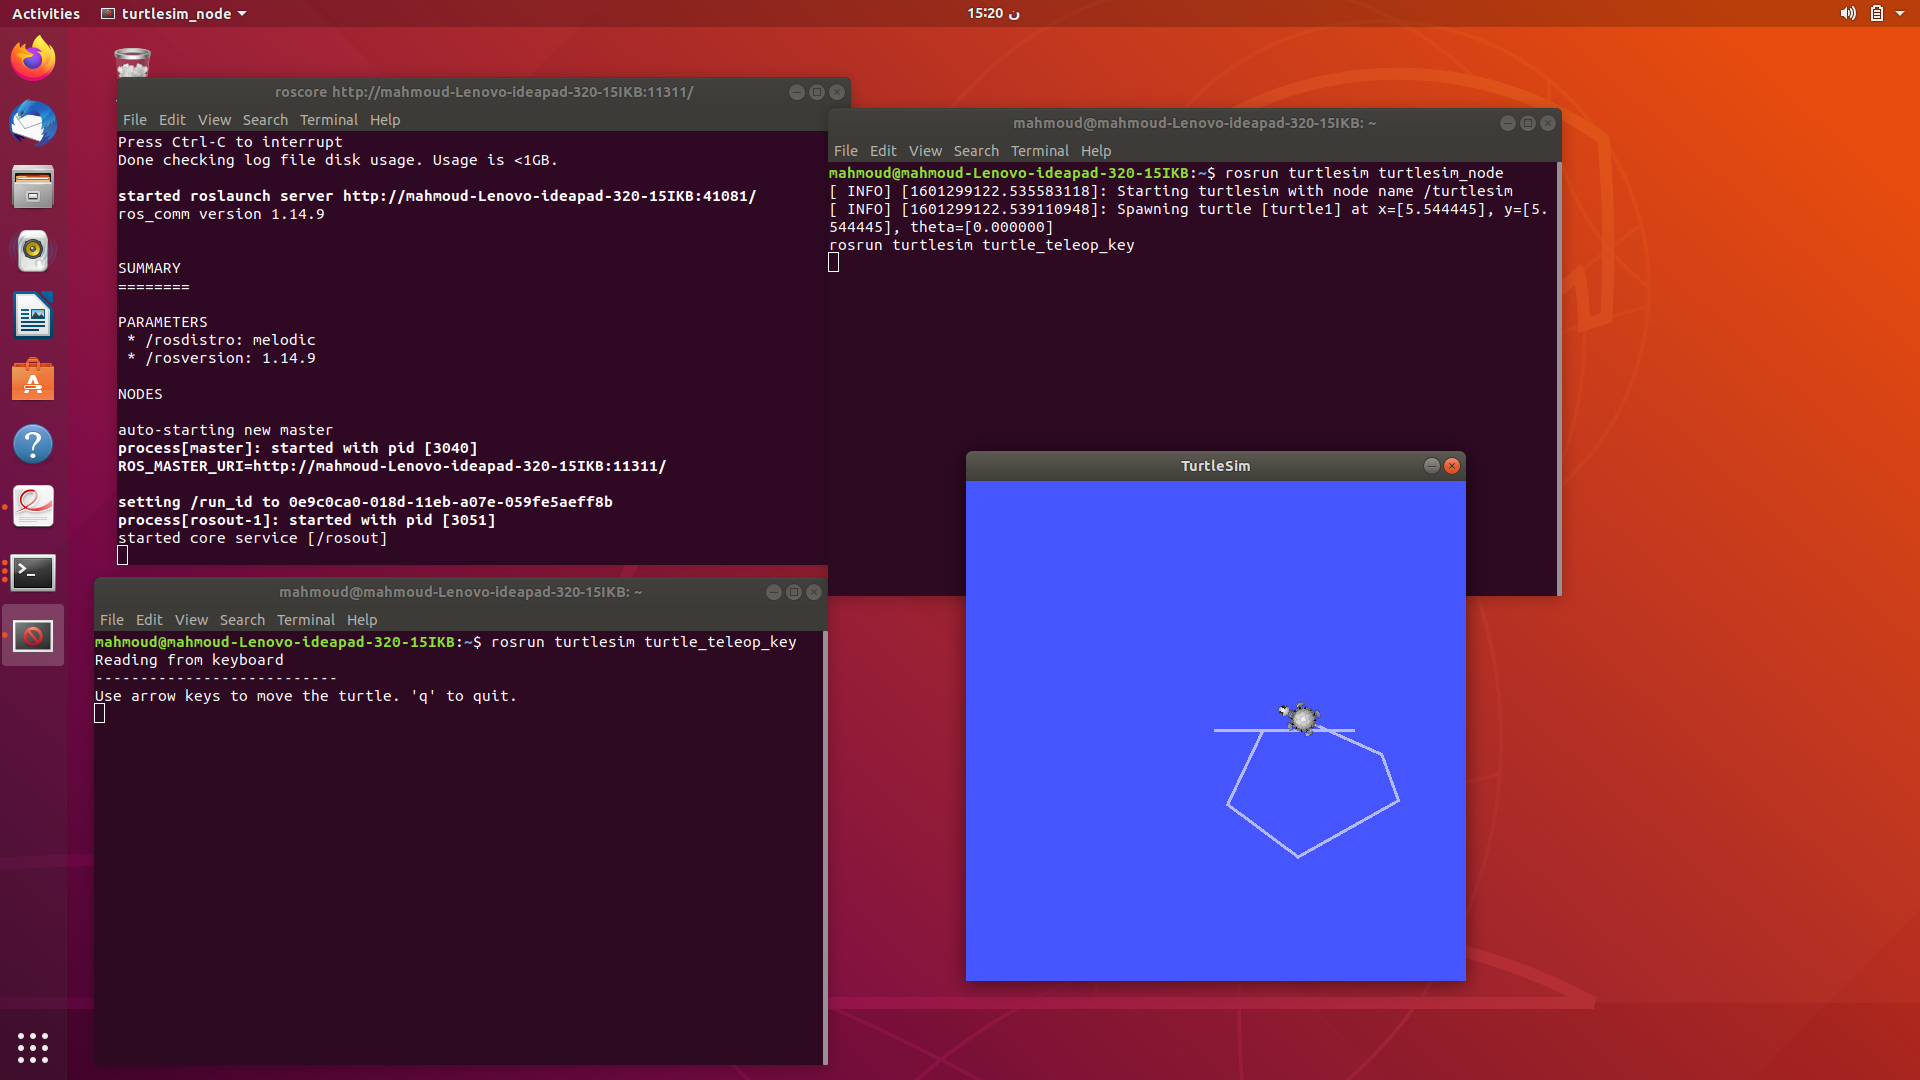 Activities
turtlesim_node
15:20 ن
roscore http://mahmoud-Lenovo-ideapad-320-15IKB:11311/
File Edit View Search Terminal Help
Press Ctrl-C to interrupt
Done checking log file disk usage. Usage is <1GB.
started roslaunch server http://mahmoud-Lenovo-ideapad-320-15IKB:41081/
ros_comm version 1.14.9
SUMMARY
========
PARAMETERS
* /rosdistro: melodic
* /rosversion: 1.14.9
NODES
auto-starting new master
process[master]: started with pid [3040]
ROS_MASTER_URI=http://mahmoud-Lenovo-ideapad-320-15IKB:11311/
setting /run_id to 0e9c0ca0-018d-11eb-a07e-059fe5aeff8b
process[rosout-1]: started with pid [3051]
started core service [/rosout]
mahmoud@mahmoud-Lenovo-ideapad-320-15IKB: ~
File Edit View Search Terminal Help
mahmoud@mahmoud-Lenovo-ideapad-320-15IKB:~$ rosrun turtlesim turtlesim_node
[ INFO] [1601299122.535583118]: Starting turtlesim with node name /turtlesim
[ INFO] [1601299122.539110948]: Spawning turtle [turtle1] at x=[5.544445], y=[5.
544445], theta=[0.000000]
rosrun turtlesim turtle_teleop_key
mahmoud@mahmoud-Lenovo-ideapad-320-15IKB: ~
File Edit View Search Terminal Help
mahmoud@mahmoud-Lenovo-ideapad-320-15IKB:~$ rosrun turtlesim turtle_teleop_key
Reading from keyboard
---------------------------
Use arrow keys to move the turtle. 'q' to quit.
TurtleSim